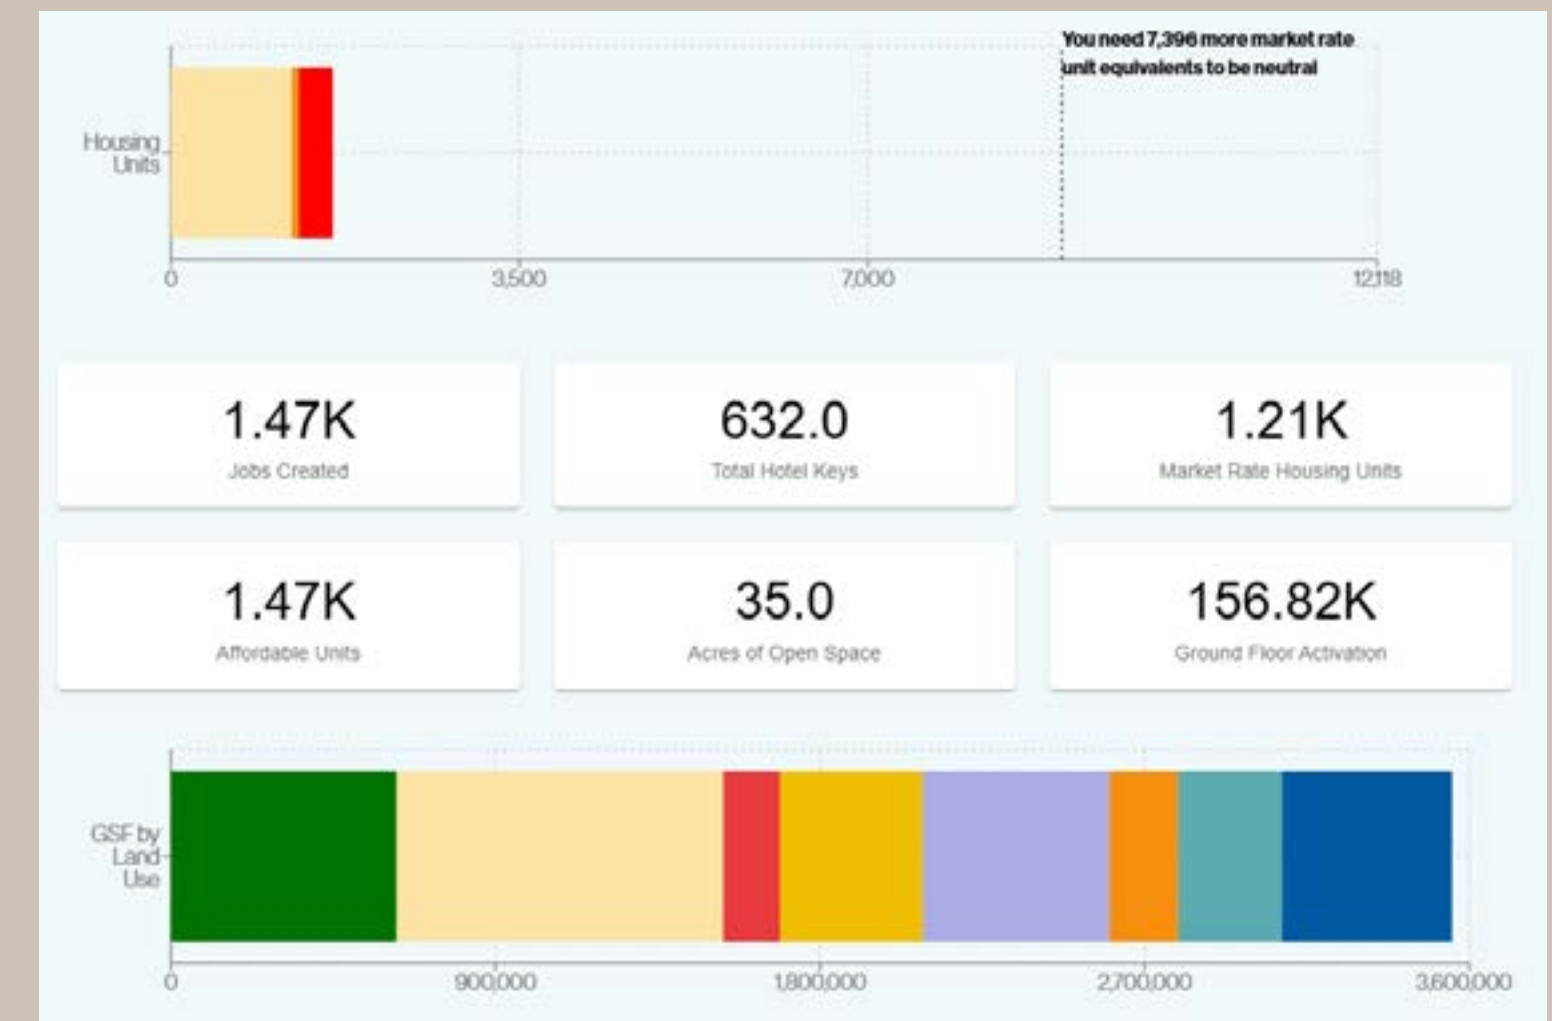 You need 7,396 more market rate
unit equivalents to be neutral
Housing
Units
0
3,500
7,000
12,118
1.47K
Jobs Created
632.0
Total Hotel Keys
1.21K
Market Rate Housing Units
1.47K
Affordable Units
35.0
Acres of Open Space
156.82K
Ground Floor Activation
GSF by
Land
Use
0
900,000
1,800,000
2,700,000
3,600,000